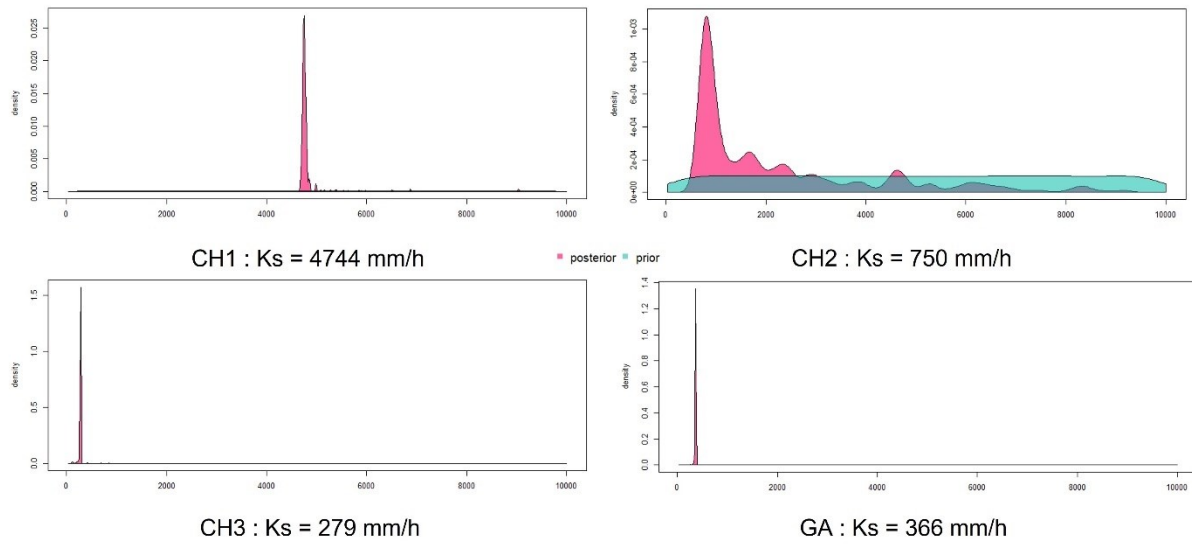 density
0.000 0.005 0.010 0.015 0.020 0.025
0 2000 4000 6000 8000 10000
CH1 : Ks = 4744 mm/h
density
0e+00 2e-04 4e-04 6e-04 8e-04 1e-03
0 2000 4000 6000 8000 10000
CH2 : Ks = 750 mm/h
posterior prior
density
0.0 0.5 1.0 1.5
0 2000 4000 6000 8000 10000
CH3 : Ks = 279 mm/h
density
0.0 0.2 0.4 0.6 0.8 1.0 1.2 1.4
0 2000 4000 6000 8000 10000
GA : Ks = 366 mm/h